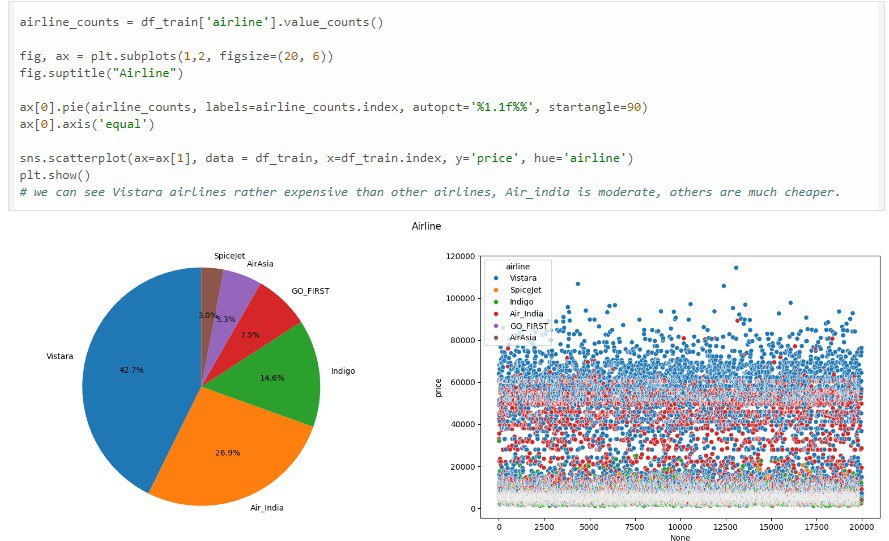 airline_counts = df_train['airline'].value_counts()
fig, ax = plt.subplots(1,2, figsize=(20, 6))
fig.suptitle("Airline")
ax[0].pie(airline_counts, labels=airline_counts.index, autopct='%1.1f%%', startangle=90)
ax[0].axis('equal')
sns.scatterplot(ax=ax[1], data = df_train, x=df_train.index, y='price', hue='airline')
plt.show()
# we can see Vistara airlines rather expensive than other airlines, Air_india is moderate, others are much cheaper.
Airline
SpiceJet
AirAsia
GO_FIRST
Indigo
Air_India
Vistara
3.0%
5.3%
7.5%
14.6%
26.9%
42.7%
airline
Vistara
SpiceJet
Indigo
Air_India
GO_FIRST
AirAsia
price
120000
100000
80000
60000
40000
20000
0
0 2500 5000 7500 10000 12500 15000 17500 20000
None